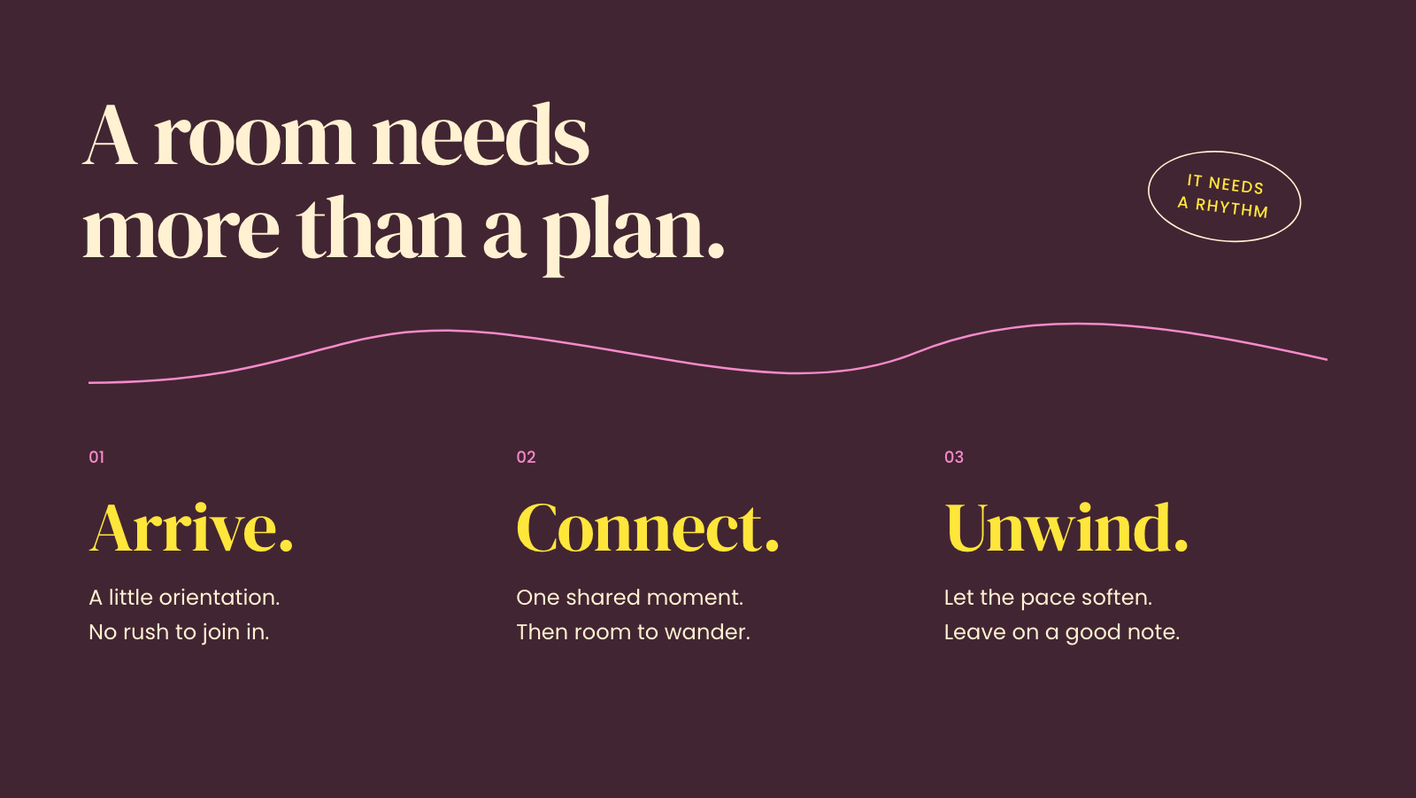 A room needs
more than a plan.
IT NEEDS
A RHYTHM
01
Arrive.
A little orientation.
No rush to join in.
02
Connect.
One shared moment.
Then room to wander.
03
Unwind.
Let the pace soften.
Leave on a good note.